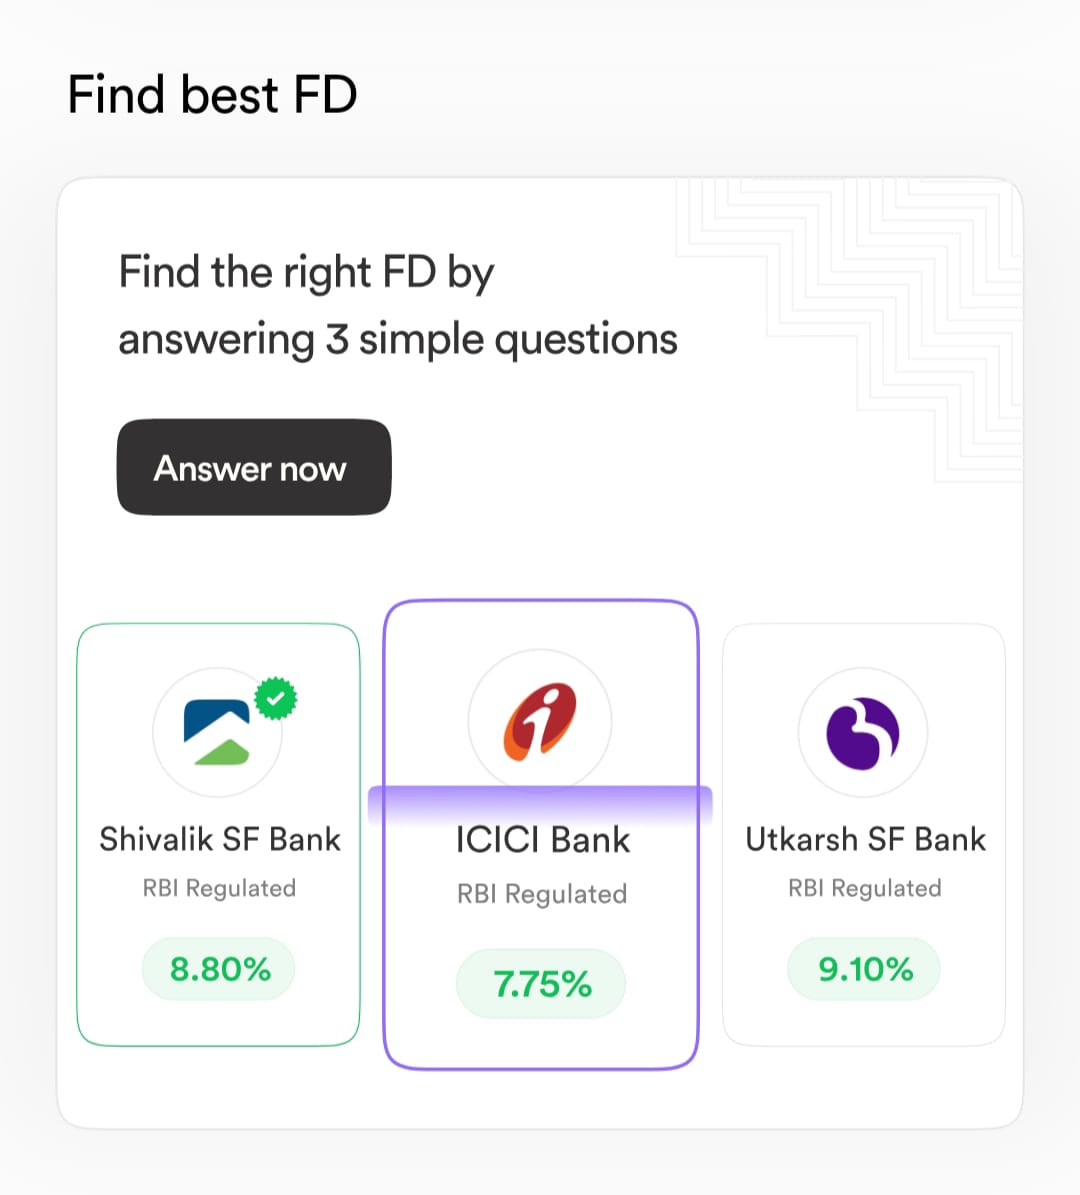 Find best FD
Find the right FD by
answering 3 simple questions
Answer now
Shivalik SF Bank
RBI Regulated
8.80%
ICICI Bank
RBI Regulated
7.75%
Utkarsh SF Bank
RBI Regulated
9.10%